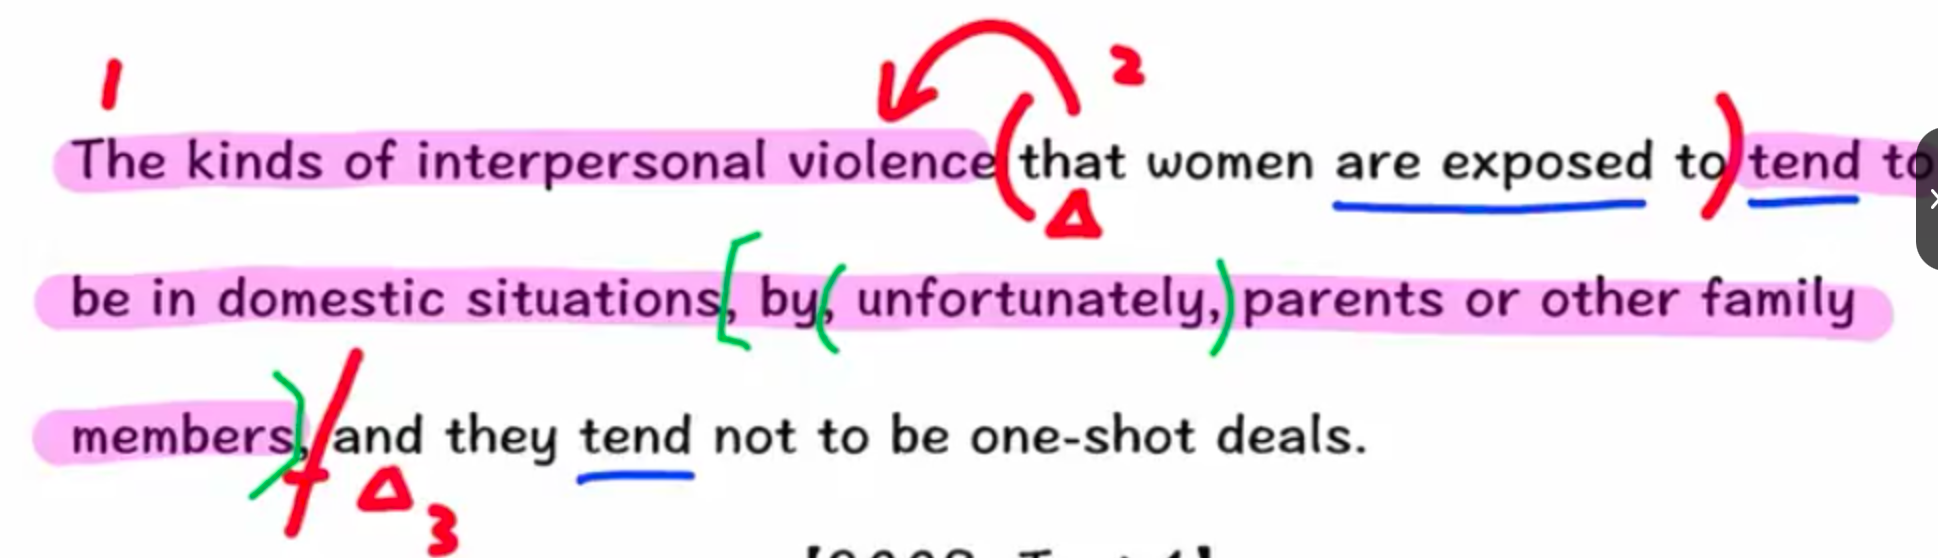 1
2
The kinds of interpersonal violence (that women are exposed to) tend to
be in domestic situations, [by, (unfortunately,) parents or other family
members,] / and they tend not to be one-shot deals.
3